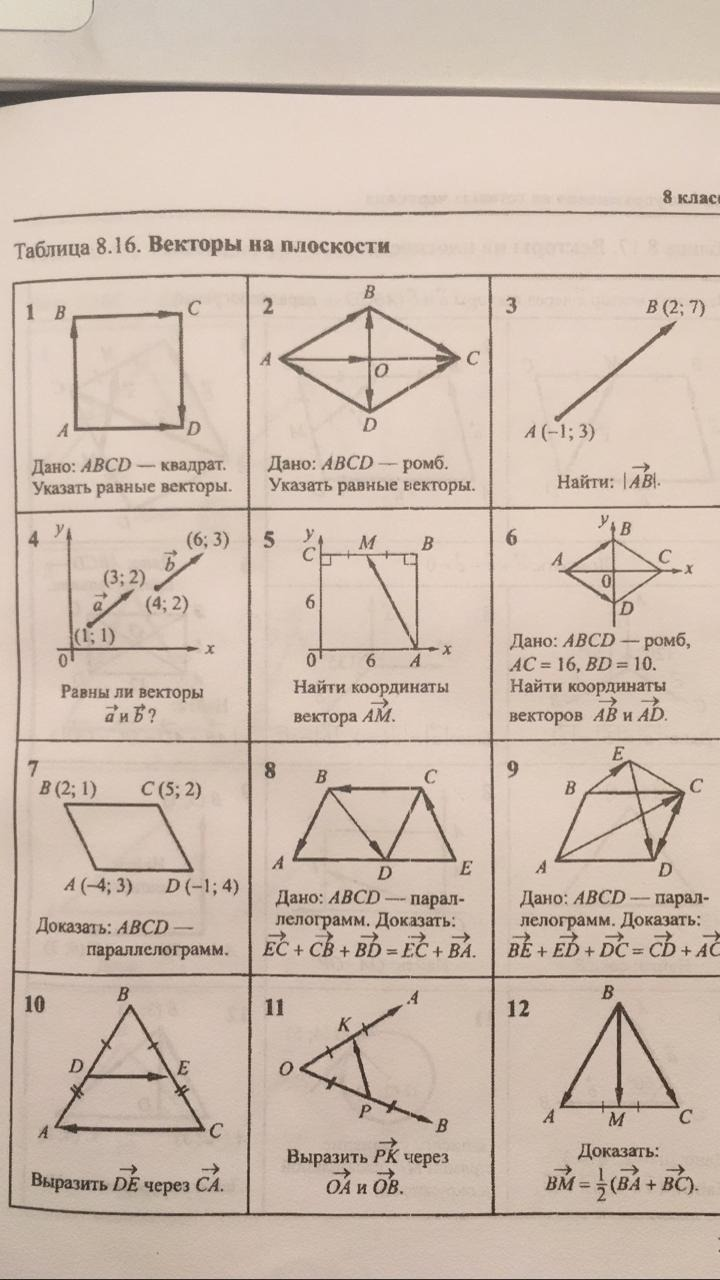 8 класс
Таблица 8.16. Векторы на плоскости
1
B C
A D
Дано: ABCD — квадрат.
Указать равные векторы.
2
B
A O C
D
Дано: ABCD — ромб.
Указать равные векторы.
3
B (2; 7)
A (−1; 3)
Найти: |AB|.
4
y (6; 3)
b
(3; 2)
a (4; 2)
(1; 1)
0 x
Равны ли векторы
a и b ?
5
y
C M B
6
0 6 A x
Найти координаты
вектора AM.
6
y B
A C x
0
D
Дано: ABCD — ромб,
AC = 16, BD = 10.
Найти координаты
векторов AB и AD.
7
B (2; 1) C (5; 2)
A (−4; 3) D (−1; 4)
Доказать: ABCD —
параллелограмм.
8
B C
A D E
Дано: ABCD — парал-
лелограмм. Доказать:
EC + CB + BD = EC + BA.
9
E
B C
A D
Дано: ABCD — парал-
лелограмм. Доказать:
BE + ED + DC = CD + AC
10
B
D E
A C
Выразить DE через CA.
11
A
K
O
P
B
Выразить PK через
OA и OB.
12
B
A M C
Доказать:
BM = 1/2 (BA + BC).